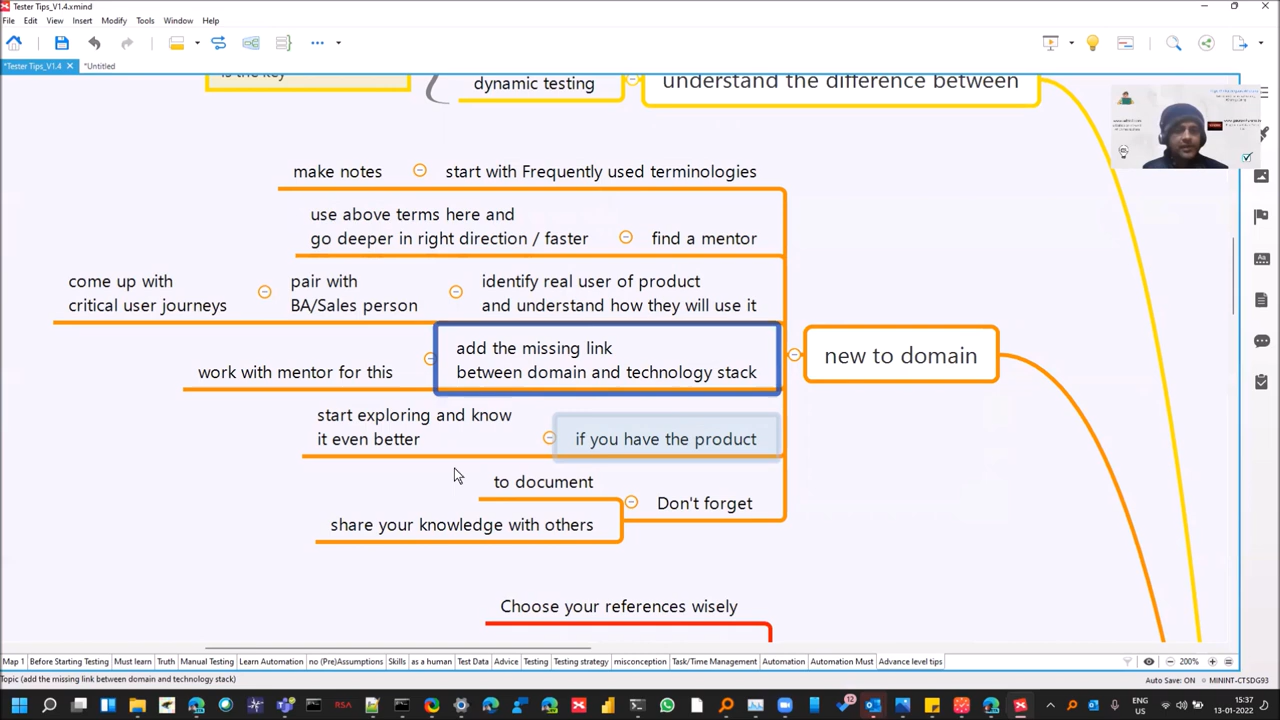 Tester Tips_V1.4.xmind
File Edit View Insert Modify Tools Window Help
*Tester Tips_V1.4 *Untitled
is the key
dynamic testing
understand the difference between
make notes
start with Frequently used terminologies
use above terms here and
go deeper in right direction / faster
find a mentor
come up with
critical user journeys
pair with
BA/Sales person
identify real user of product
and understand how they will use it
add the missing link
between domain and technology stack
work with mentor for this
new to domain
start exploring and know
it even better
if you have the product
to document
Don't forget
share your knowledge with others
Choose your references wisely
Map 1 Before Starting Testing Must learn Truth Manual Testing Learn Automation no (Pre)Assumptions Skills as a human Test Data Advice Testing Testing strategy misconception Task/Time Management Automation Automation Must Advance level tips
200%
Topic (add the missing link between domain and technology stack)
Auto Save: ON MININT-CTSDG93
RSA
12
ENG
US
15:37
13-01-2022